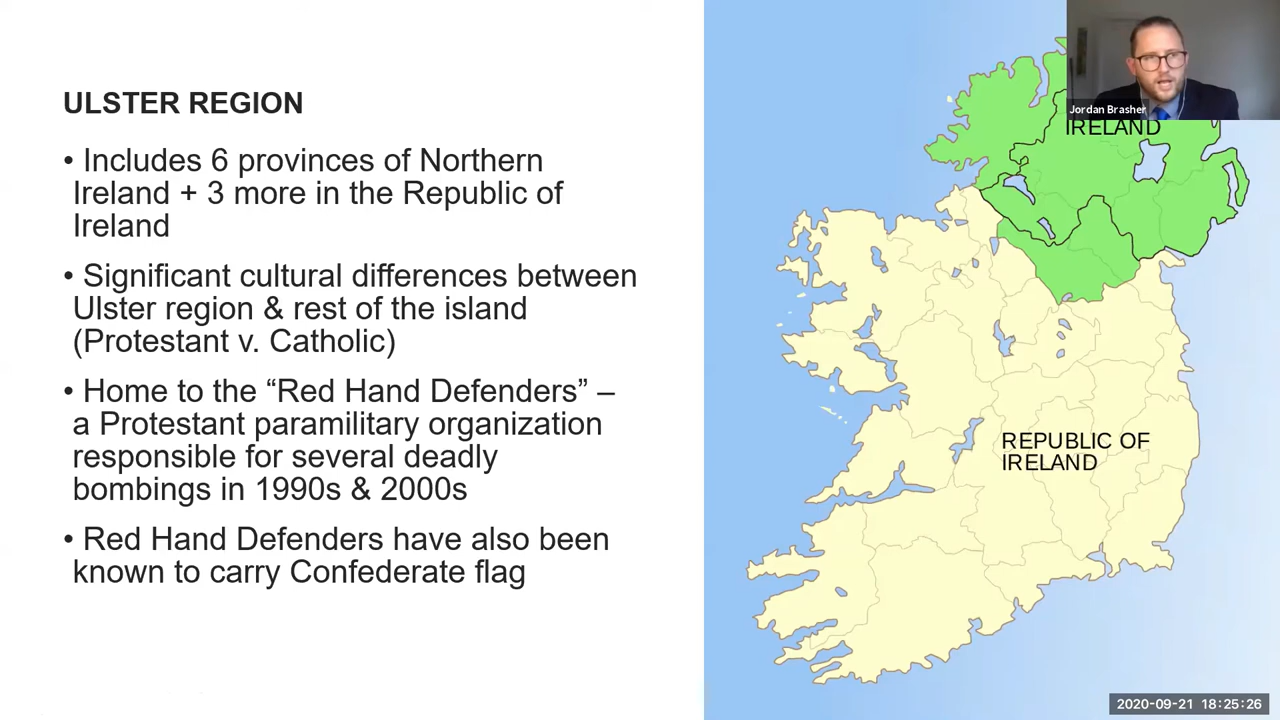 ULSTER REGION
• Includes 6 provinces of Northern
Ireland + 3 more in the Republic of
Ireland
• Significant cultural differences between
Ulster region & rest of the island
(Protestant v. Catholic)
• Home to the “Red Hand Defenders” –
a Protestant paramilitary organization
responsible for several deadly
bombings in 1990s & 2000s
• Red Hand Defenders have also been
known to carry Confederate flag
Jordan Brasher
IRELAND
REPUBLIC OF
IRELAND
2020-09-21 18:25:26